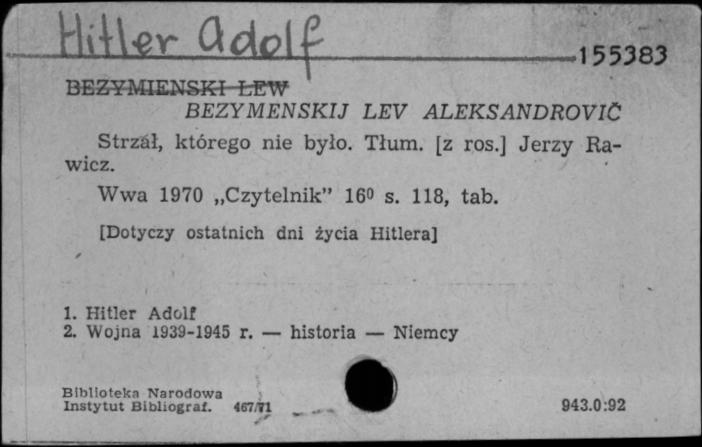 Hitler Adolf
155383
BEZYMIENSKI LEW
BEZYMENSKIJ LEV ALEKSANDROVIČ
Strzał, którego nie było. Tłum. [z ros.] Jerzy Ra-
wicz.
Wwa 1970 „Czytelnik” 16⁰ s. 118, tab.
[Dotyczy ostatnich dni życia Hitlera]
1. Hitler Adolf
2. Wojna 1939-1945 r. — historia — Niemcy
Biblioteka Narodowa
Instytut Bibliograf. 467/71
943.0:92